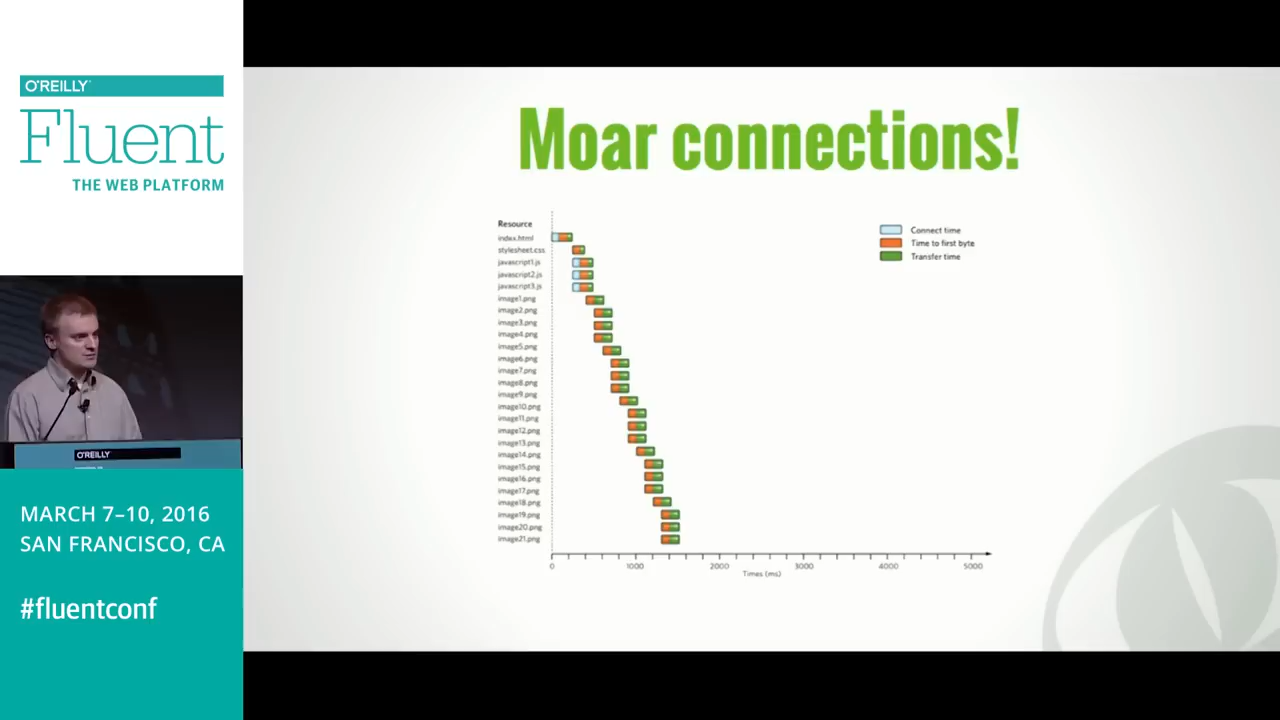 O'REILLY
Fluent
THE WEB PLATFORM
O'REILLY
MARCH 7–10, 2016
SAN FRANCISCO, CA
#fluentconf
Moar connections!
Resource
index.html
stylesheet.css
javascript1.js
javascript2.js
javascript3.js
image1.png
image2.png
image3.png
image4.png
image5.png
image6.png
image7.png
image8.png
image9.png
image10.png
image11.png
image12.png
image13.png
image14.png
image15.png
image16.png
image17.png
image18.png
image19.png
image20.png
image21.png
Connect time
Time to first byte
Transfer time
0 1000 2000 3000 4000 5000
Times (ms)